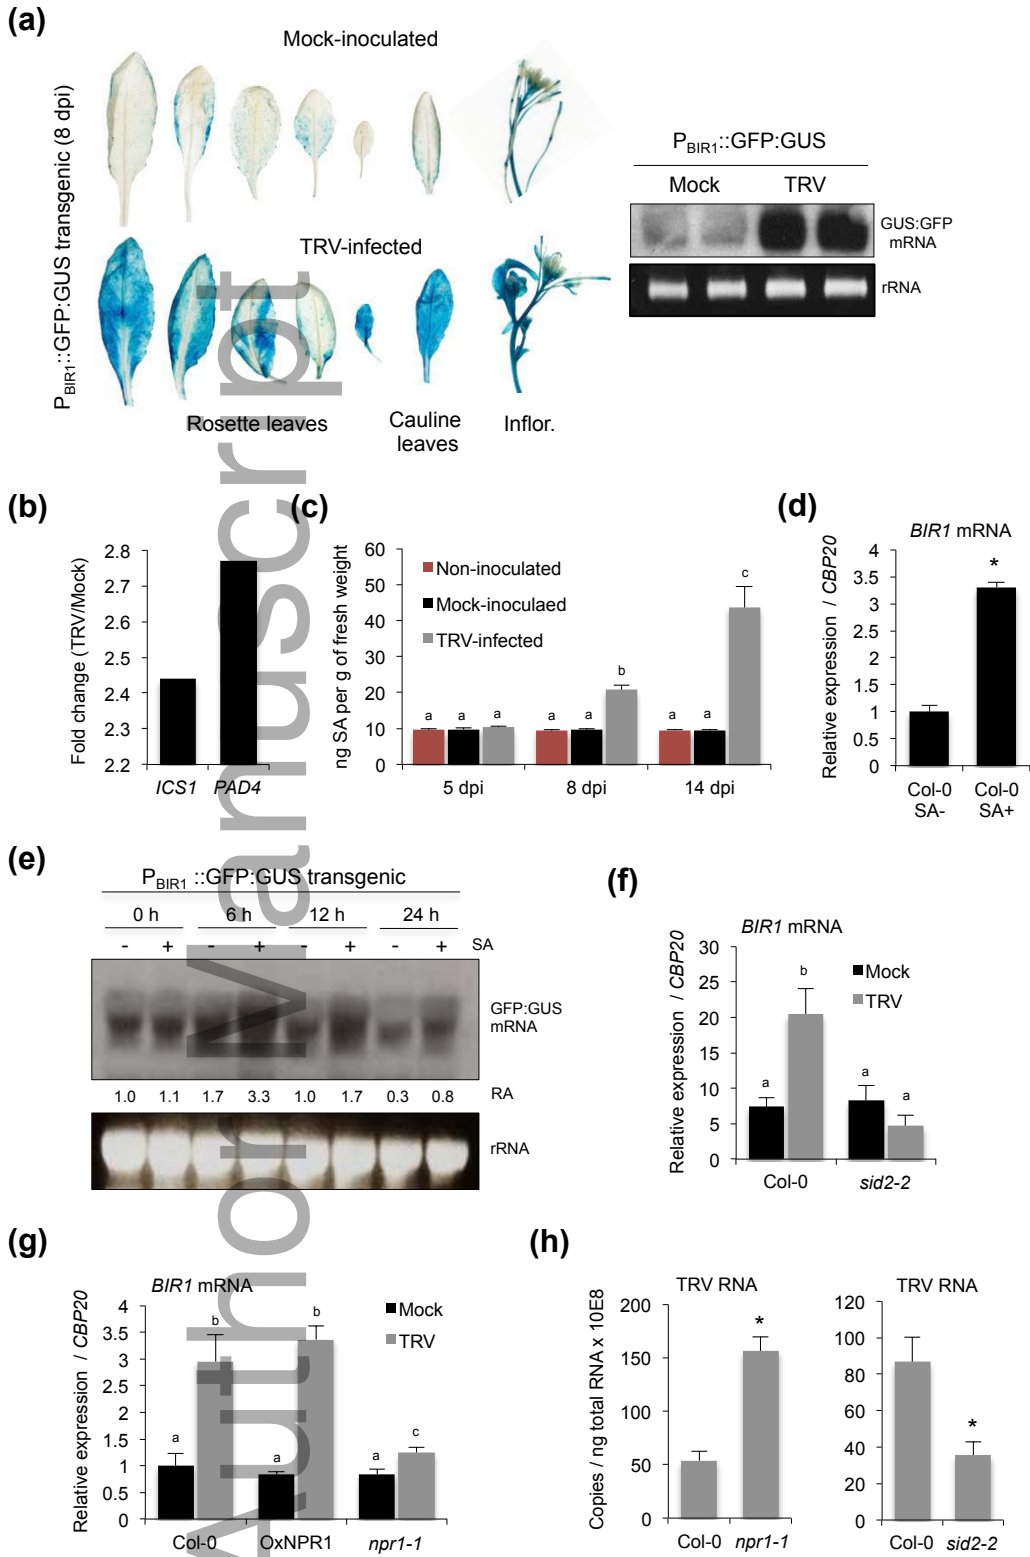 (a)
Mock-inoculated
P_BIR1::GFP:GUS transgenic (8 dpi)
TRV-infected
Rosette leaves
Cauline
leaves
Inflor.
P_BIR1::GFP:GUS
Mock TRV
GUS:GFP
mRNA
rRNA
(b)
Fold change (TRV/Mock)
2.8
2.7
2.6
2.5
2.4
2.3
2.2
ICS1 PAD4
(c)
ng SA per g of fresh weight
60
50
40
30
20
10
0
Non-inoculated
Mock-inoculaed
TRV-infected
a a a
a a b
a a c
5 dpi 8 dpi 14 dpi
(d)
BIR1 mRNA
Relative expression / CBP20
4
3.5
3
2.5
2
1.5
1
0.5
0
*
Col-0 Col-0
SA- SA+
(e)
P_BIR1 ::GFP:GUS transgenic
0 h 6 h 12 h 24 h
- + - + - + - + SA
GFP:GUS
mRNA
1.0 1.1 1.7 3.3 1.0 1.7 0.3 0.8 RA
rRNA
(f)
BIR1 mRNA
Relative expression / CBP20
30
25
20
15
10
5
0
Mock
TRV
a b a a
Col-0 sid2-2
(g)
BIR1 mRNA
Relative expression / CBP20
4
3.5
3
2.5
2
1.5
1
0.5
0
Mock
TRV
a b a b a c
Col-0 OxNPR1 npr1-1
(h)
TRV RNA
Copies / ng total RNA x 10E8
200
150
100
50
0
*
Col-0 npr1-1
TRV RNA
120
100
80
60
40
20
0
*
Col-0 sid2-2
Author Manuscript